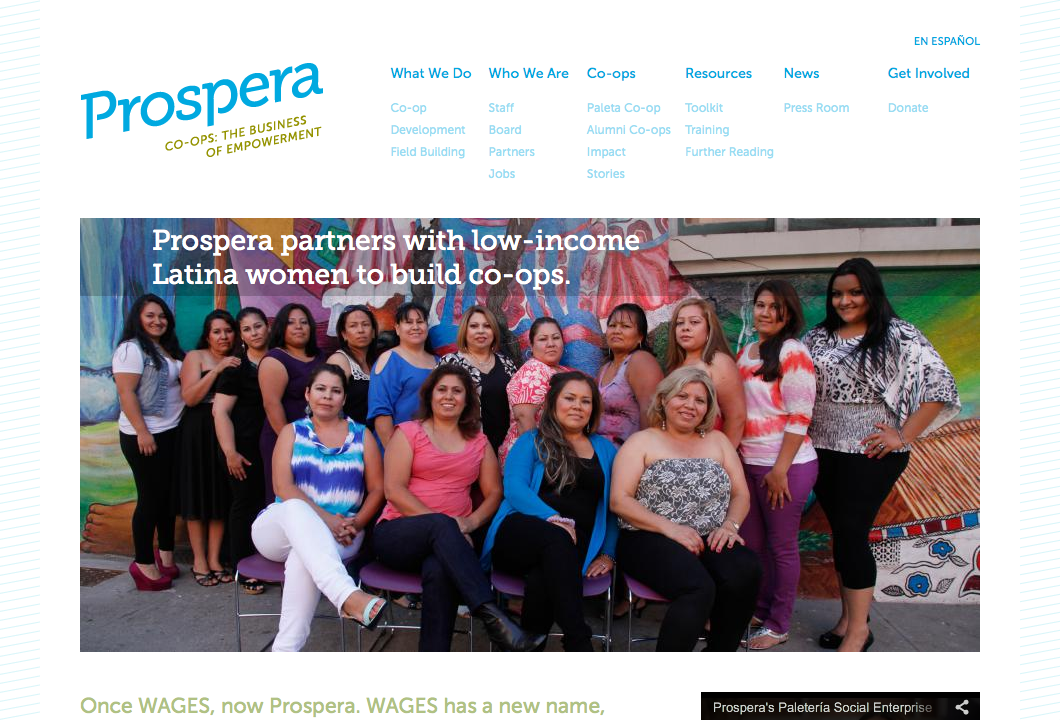 EN ESPAÑOL
Prospera
CO-OPS: THE BUSINESS
OF EMPOWERMENT
What We Do
Co-op
Development
Field Building
Who We Are
Staff
Board
Partners
Jobs
Co-ops
Paleta Co-op
Alumni Co-ops
Impact
Stories
Resources
Toolkit
Training
Further Reading
News
Press Room
Get Involved
Donate
Prospera partners with low-income
Latina women to build co-ops.
Once WAGES, now Prospera. WAGES has a new name,
Prospera's Paletería Social Enterprise